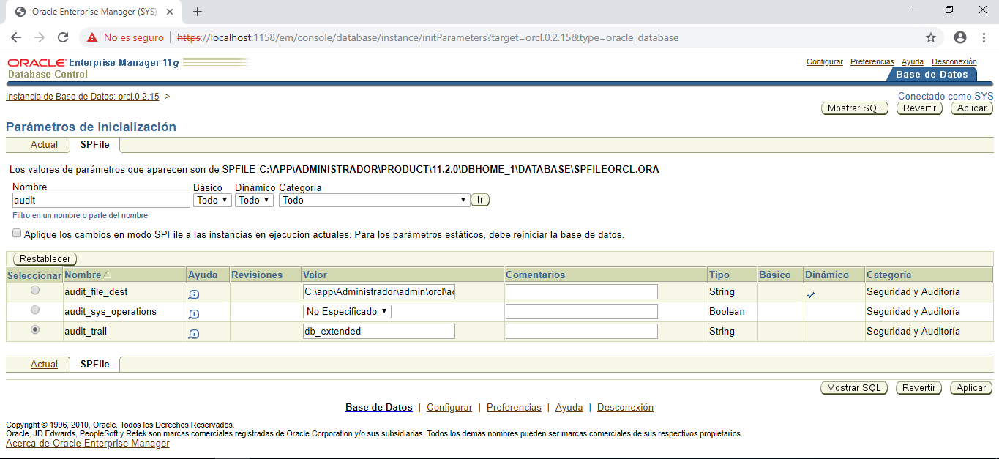 Oracle Enterprise Manager (SYS)
No es seguro https://localhost:1158/em/console/database/instance/initParameters?target=orcl.0.2.15&type=oracle_database
ORACLE Enterprise Manager 11g
Database Control
Configurar Preferencias Ayuda Desconexión
Base de Datos
Instancia de Base de Datos: orcl.0.2.15 >
Conectado como SYS
Mostrar SQL Revertir Aplicar
Parámetros de Inicialización
Actual SPFile
Los valores de parámetros que aparecen son de SPFILE C:\APP\ADMINISTRADOR\PRODUCT\11.2.0\DBHOME_1\DATABASE\SPFILEORCL.ORA
Nombre Básico Dinámico Categoría
audit Todo Todo Todo Ir
Filtro en un nombre o parte del nombre
Aplique los cambios en modo SPFile a las instancias en ejecución actuales. Para los parámetros estáticos, debe reiniciar la base de datos.
Restablecer
Seleccionar Nombre Ayuda Revisiones Valor Comentarios Tipo Básico Dinámico Categoría
audit_file_dest C:\app\Administrador\admin\orcl\ String Seguridad y Auditoría
audit_sys_operations No Especificado Boolean Seguridad y Auditoría
audit_trail db_extended String Seguridad y Auditoría
Actual SPFile
Mostrar SQL Revertir Aplicar
Base de Datos | Configurar | Preferencias | Ayuda | Desconexión
Copyright © 1996, 2010, Oracle. Todos los Derechos Reservados.
Oracle, JD Edwards, PeopleSoft y Retek son marcas comerciales registradas de Oracle Corporation y/o sus subsidiarias. Todos los demás nombres pueden ser marcas comerciales de sus respectivos propietarios.
Acerca de Oracle Enterprise Manager